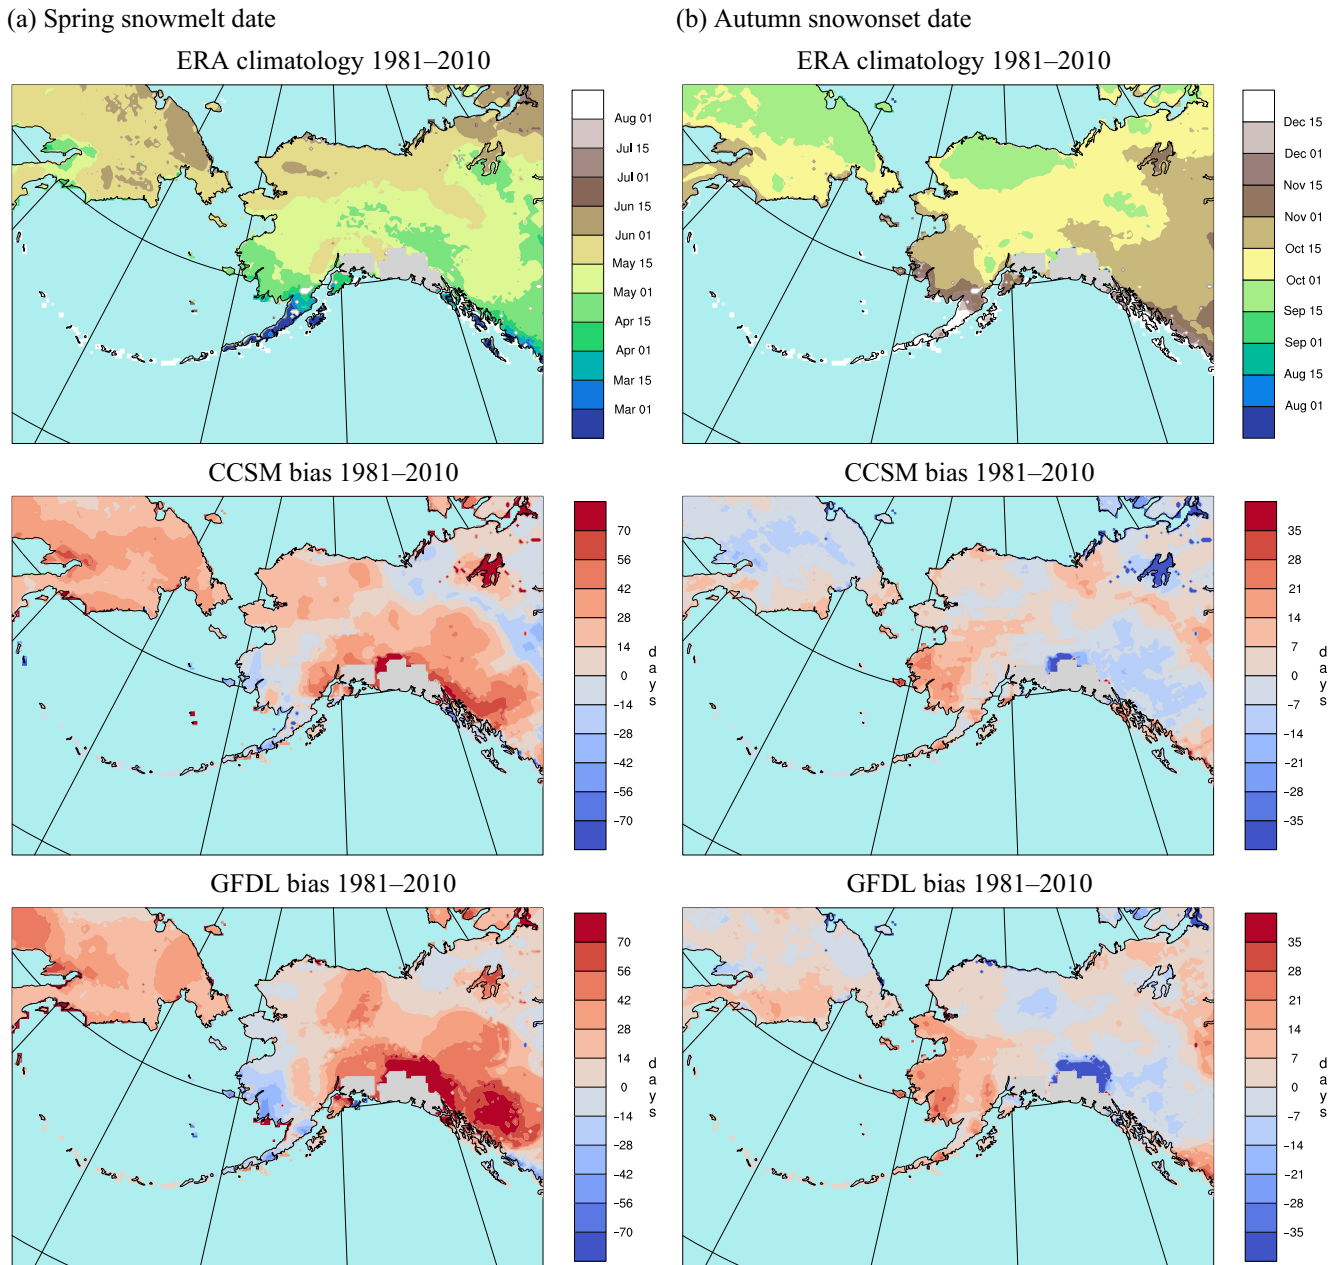 (a) Spring snowmelt date
(b) Autumn snowonset date
ERA climatology 1981–2010
ERA climatology 1981–2010
Aug 01
Jul 15
Jul 01
Jun 15
Jun 01
May 15
May 01
Apr 15
Apr 01
Mar 15
Mar 01
Dec 15
Dec 01
Nov 15
Nov 01
Oct 15
Oct 01
Sep 15
Sep 01
Aug 15
Aug 01
CCSM bias 1981–2010
CCSM bias 1981–2010
70
56
42
28
14
0
−14
−28
−42
−56
−70
days
35
28
21
14
7
0
−7
−14
−21
−28
−35
days
GFDL bias 1981–2010
GFDL bias 1981–2010
70
56
42
28
14
0
−14
−28
−42
−56
−70
days
35
28
21
14
7
0
−7
−14
−21
−28
−35
days